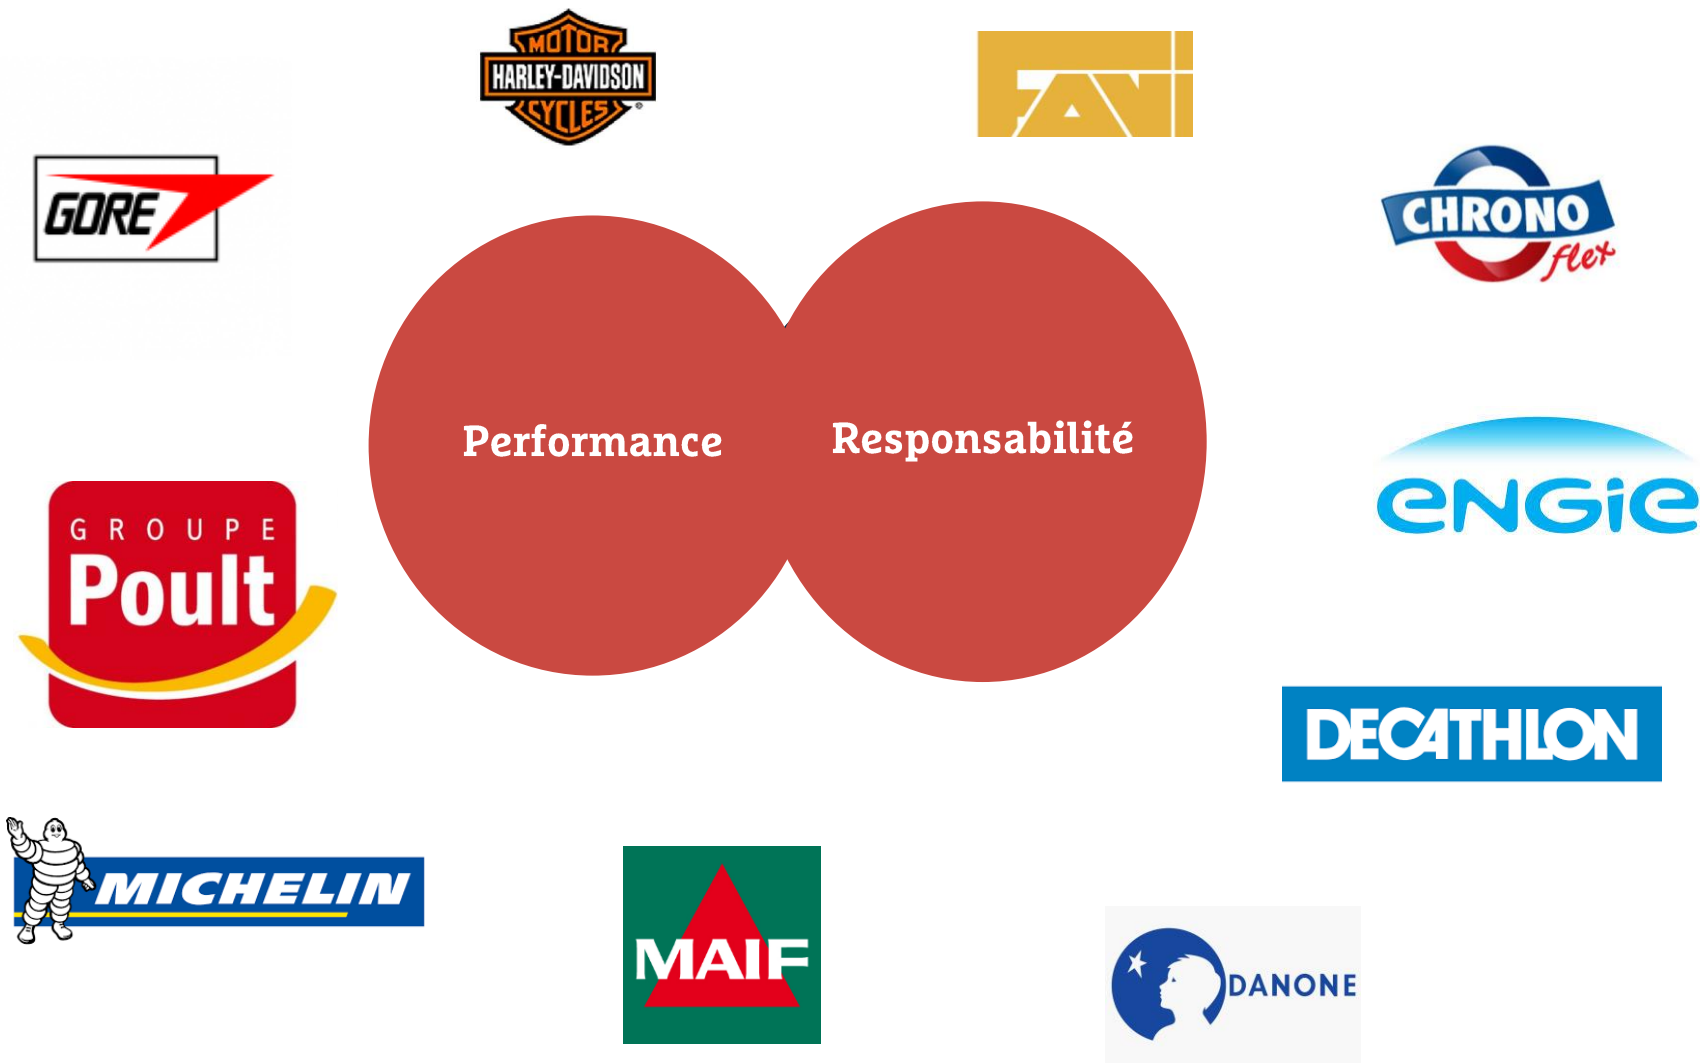 MOTOR
HARLEY-DAVIDSON
CYCLES
FAVI
GORE
CHRONO
flex
Performance
Responsabilité
ENGIE
GROUPE
Poult
DECATHLON
MICHELIN
MAIF
DANONE